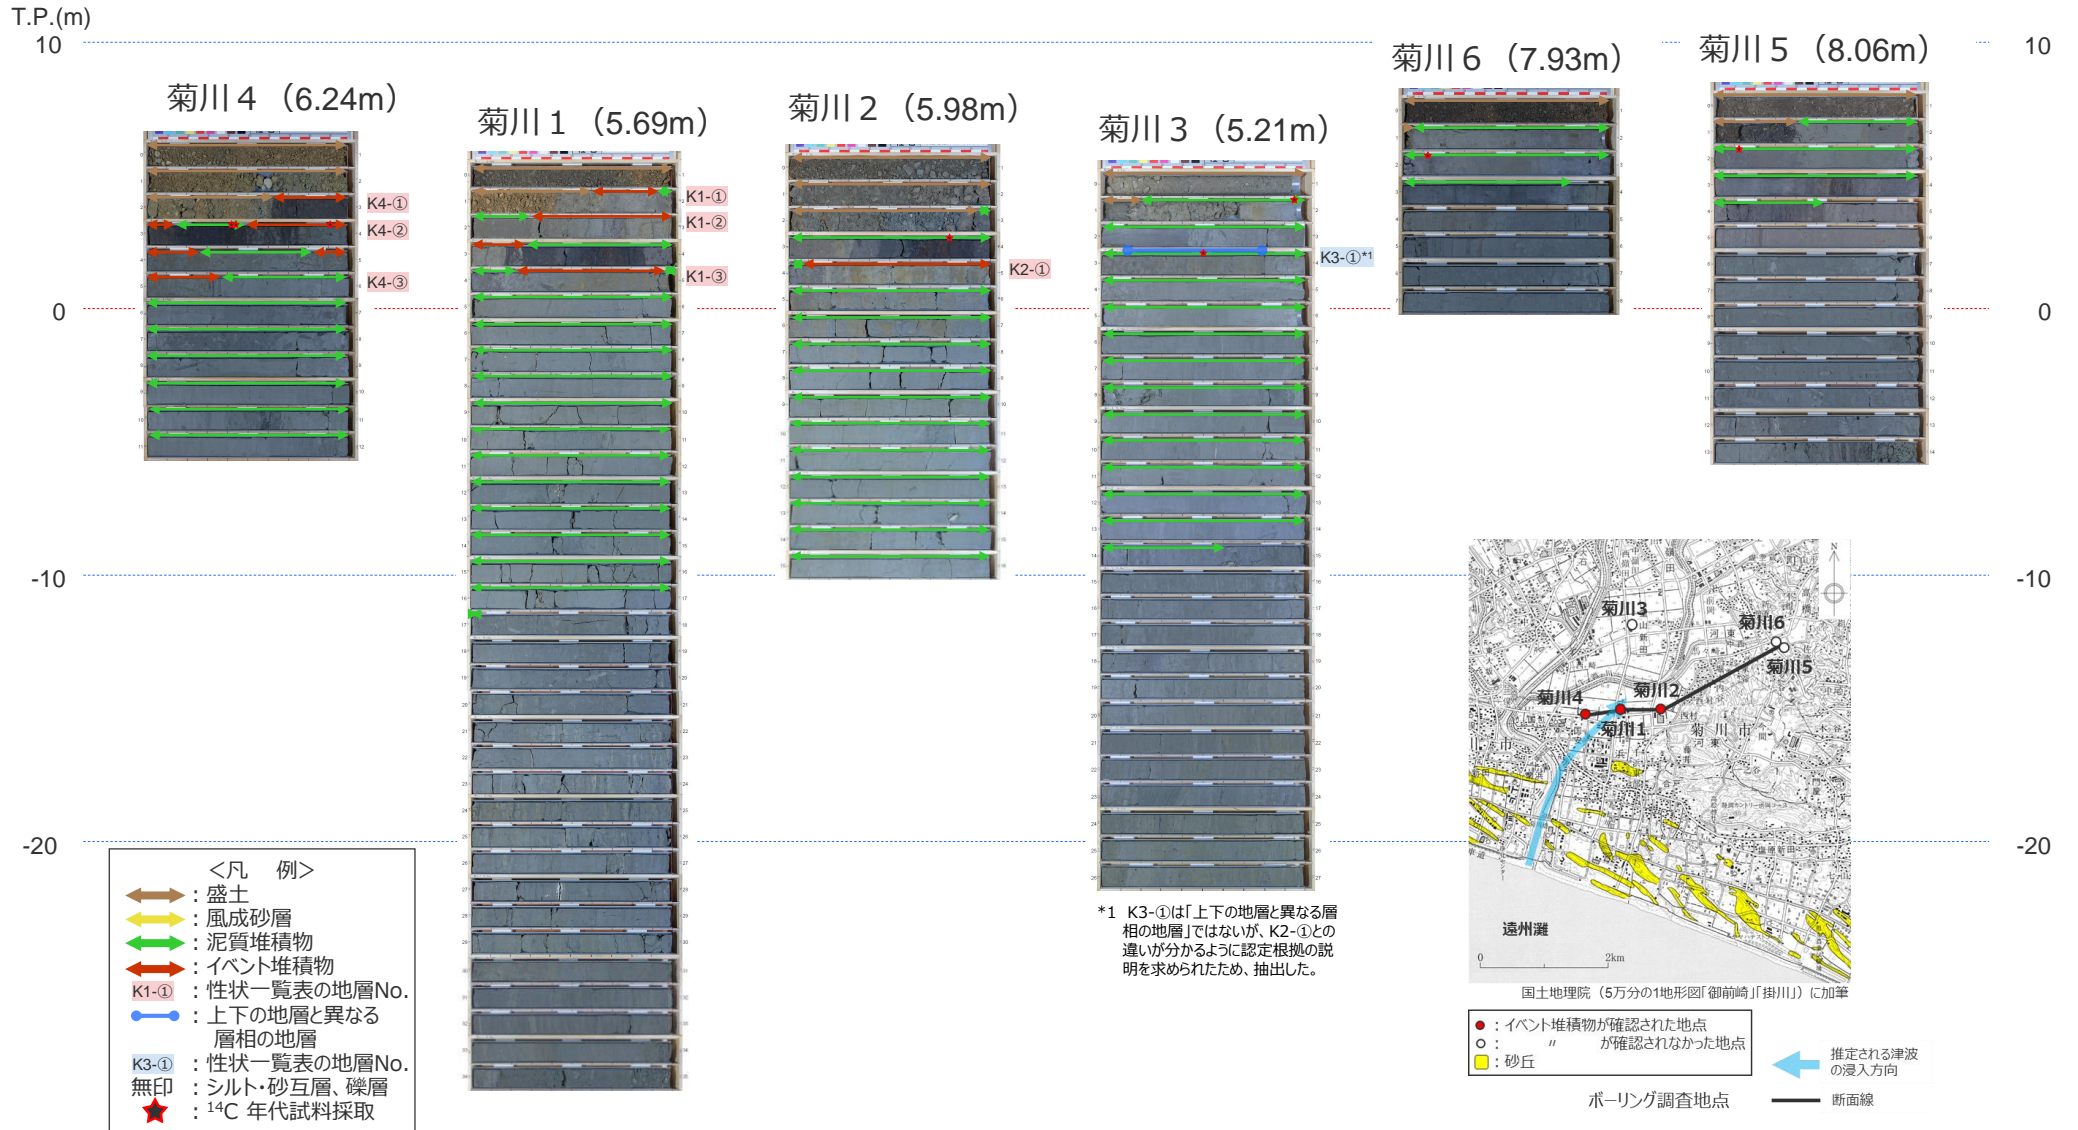 T.P.(m)
10
0
-10
-20
10
0
-10
-20
菊川４（6.24m）
菊川１（5.69m）
菊川２（5.98m）
菊川３（5.21m）
菊川６（7.93m）
菊川５（8.06m）
K4-①
K4-②
K4-③
K1-①
K1-②
K1-③
K2-①
K3-①*1
＜凡　例＞
：盛土
：風成砂層
：泥質堆積物
：イベント堆積物
K1-①：性状一覧表の地層No.
：上下の地層と異なる
層相の地層
K3-①：性状一覧表の地層No.
無印：シルト・砂互層、礫層
：14C 年代試料採取
*1 K3-①は「上下の地層と異なる層
相の地層」ではないが、K2-①との
違いが分かるように認定根拠の説
明を求められたため、抽出した。
N
菊川3
菊川6
菊川5
菊川4
菊川2
菊川1
菊川市
遠州灘
0 2km
国土地理院（5万分の1地形図「御前崎」「掛川」）に加筆
：イベント堆積物が確認された地点
：　〃　が確認されなかった地点
：砂丘
推定される津波
の浸入方向
ボーリング調査地点
断面線